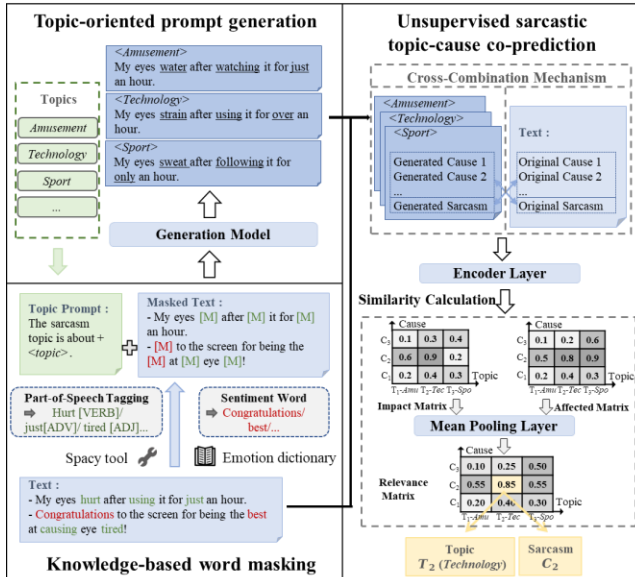 Topic-oriented prompt generation
Topics
Amusement
Technology
Sport
...
<Amusement>
My eyes water after watching it for just
an hour.
<Technology>
My eyes strain after using it for over an
hour.
<Sport>
My eyes sweat after following it for
only an hour.
Generation Model
Topic Prompt :
The sarcasm
topic is about +
<topic>.
Masked Text :
- My eyes [M] after [M] it for [M]
an hour.
- [M] to the screen for being the
[M] at [M] eye [M]!
Part-of-Speech Tagging
Hurt [VERB]/
just[ADV]/ tired [ADJ]...
Sentiment Word
Congratulations/
best/...
Spacy tool
Emotion dictionary
Text :
- My eyes hurt after using it for just an hour.
- Congratulations to the screen for being the best
at causing eye tired!
Knowledge-based word masking
Unsupervised sarcastic
topic-cause co-prediction
Cross-Combination Mechanism
<Amusement>
<Technology>
<Sport>
Generated Cause 1
Generated Cause 2
...
Generated Sarcasm
Text :
Original Cause 1
Original Cause 2
...
Original Sarcasm
Encoder Layer
Similarity Calculation
Cause
C₃ 0.1 0.3 0.4
C₂ 0.6 0.9 0.2
C₁ 0.2 0.4 0.3
T₁-Amu T₂-Tec T₃-Spo
Topic
Impact Matrix
Cause
C₃ 0.1 0.2 0.6
C₂ 0.5 0.8 0.9
C₁ 0.2 0.4 0.3
T₁-Amu T₂-Tec T₃-Spo
Topic
Affected Matrix
Mean Pooling Layer
Relevance
Matrix
Cause
C₃ 0.10 0.25 0.50
C₂ 0.55 0.85 0.55
C₁ 0.20 0.40 0.30
T₁-Amu T₂-Tec T₃-Spo
Topic
Topic
T₂ (Technology)
Sarcasm
C₂